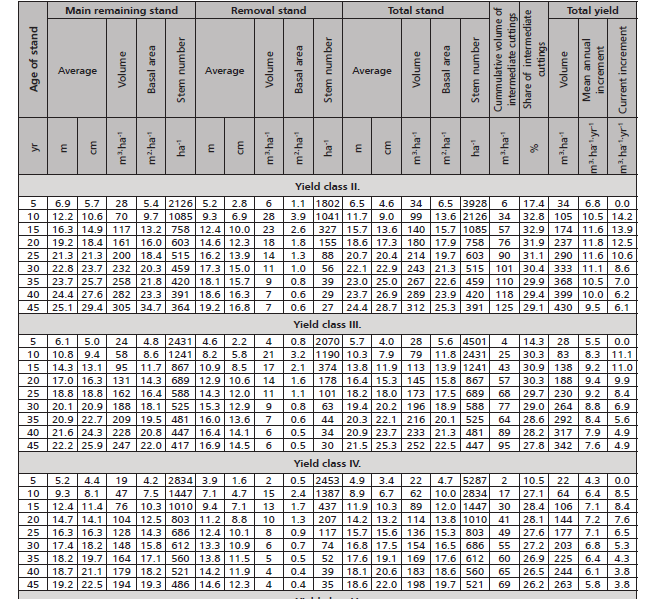 Age of stand Main remaining stand Removal stand Total stand Cummulative volume of intermediate cuttings Share of intermediate cuttings Total yield
Average Volume Basal area Stem number Average Volume Basal area Stem number Average Volume Basal area Stem number Volume Mean annual increment Current increment
yr m cm m³·ha⁻¹ m²·ha⁻¹ ha⁻¹ m cm m³·ha⁻¹ m²·ha⁻¹ ha⁻¹ m cm m³·ha⁻¹ m²·ha⁻¹ ha⁻¹ m³·ha⁻¹ % m³·ha⁻¹ m³·ha⁻¹·yr⁻¹ m³·ha⁻¹·yr⁻¹
Yield class II.
5 6.9 5.7 28 5.4 2126 5.2 2.8 6 1.1 1802 6.5 4.6 34 6.5 3928 6 17.4 34 6.8 0.0
10 12.2 10.6 70 9.7 1085 9.3 6.9 28 3.9 1041 11.7 9.0 99 13.6 2126 34 32.8 105 10.5 14.2
15 16.3 14.9 117 13.2 758 12.4 10.0 23 2.6 327 15.7 13.6 140 15.7 1085 57 32.9 174 11.6 13.9
20 19.2 18.4 161 16.0 603 14.6 12.3 18 1.8 155 18.6 17.3 180 17.9 758 76 31.9 237 11.8 12.5
25 21.3 21.3 200 18.4 515 16.2 13.9 14 1.3 88 20.7 20.4 214 19.7 603 90 31.1 290 11.6 10.6
30 22.8 23.7 232 20.3 459 17.3 15.0 11 1.0 56 22.1 22.9 243 21.3 515 101 30.4 333 11.1 8.6
35 23.7 25.7 258 21.8 420 18.1 15.7 9 0.8 39 23.0 25.0 267 22.6 459 110 29.9 368 10.5 7.0
40 24.4 27.6 282 23.3 391 18.6 16.3 7 0.6 29 23.7 26.9 289 23.9 420 118 29.4 399 10.0 6.2
45 25.1 29.4 305 34.7 364 19.2 16.8 7 0.6 27 24.4 28.7 312 25.3 391 125 29.1 430 9.5 6.1
Yield class III.
5 6.1 5.0 24 4.8 2431 4.6 2.2 4 0.8 2070 5.7 4.0 28 5.6 4501 4 14.3 28 5.5 0.0
10 10.8 9.4 58 8.6 1241 8.2 5.8 21 3.2 1190 10.3 7.9 79 11.8 2431 25 30.3 83 8.3 11.1
15 14.3 13.1 95 11.7 867 10.9 8.5 17 2.1 374 13.8 11.9 113 13.9 1241 43 30.9 138 9.2 11.0
20 17.0 16.3 131 14.3 689 12.9 10.6 14 1.6 178 16.4 15.3 145 15.8 867 57 30.3 188 9.4 9.9
25 18.8 18.8 162 16.4 588 14.3 12.0 11 1.1 101 18.2 18.0 173 17.5 689 68 29.7 230 9.2 8.4
30 20.1 20.9 188 18.1 525 15.3 12.9 9 0.8 63 19.4 20.2 196 18.9 588 77 29.0 264 8.8 6.9
35 20.9 22.7 209 19.5 481 16.0 13.6 7 0.6 44 20.3 22.1 216 20.1 525 64 28.6 292 8.4 5.6
40 21.6 24.3 228 20.8 447 16.4 14.1 6 0.5 34 20.9 23.7 233 21.3 481 89 28.2 317 7.9 4.9
45 22.2 25.9 247 22.0 417 16.9 14.5 6 0.5 30 21.5 25.3 252 22.5 447 95 27.8 342 7.6 4.9
Yield class IV.
5 5.2 4.4 19 4.2 2834 3.9 1.6 2 0.5 2453 4.9 3.4 22 4.7 5287 2 10.5 22 4.3 0.0
10 9.3 8.1 47 7.5 1447 7.1 4.7 15 2.4 1387 8.9 6.7 62 10.0 2834 17 27.1 64 6.4 8.5
15 12.4 11.4 76 10.3 1010 9.4 7.1 13 1.7 437 11.9 10.3 89 12.0 1447 30 28.4 106 7.1 8.4
20 14.7 14.1 104 12.5 803 11.2 8.8 10 1.3 207 14.2 13.2 114 13.8 1010 41 28.1 144 7.2 7.6
25 16.3 16.3 128 14.3 686 12.4 10.1 8 0.9 117 15.7 15.6 136 15.3 803 49 27.6 177 7.1 6.5
30 17.4 18.2 148 15.8 612 13.3 10.9 6 0.7 74 16.8 17.5 154 16.5 686 55 27.2 203 6.8 5.3
35 18.2 19.7 164 17.1 560 13.8 11.5 5 0.5 52 17.6 19.1 169 17.6 612 60 26.9 225 6.4 4.3
40 18.7 21.1 179 18.2 521 14.2 11.9 4 0.4 39 18.1 20.6 183 18.6 560 65 26.5 244 6.1 3.8
45 19.2 22.5 194 19.3 486 14.6 12.3 4 0.4 35 18.6 22.0 198 19.7 521 69 26.2 263 5.8 3.8